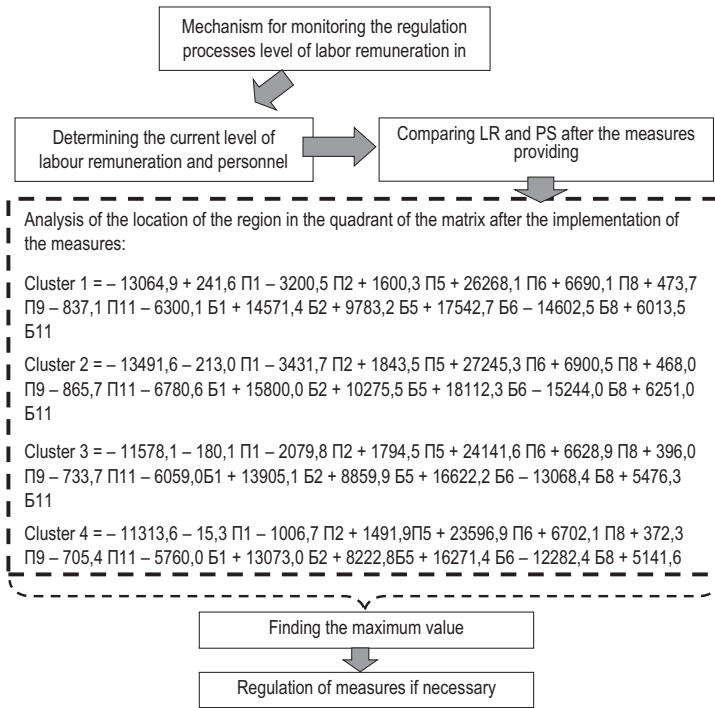 Mechanism for monitoring the regulation
processes level of labor remuneration in
Determining the current level of
labour remuneration and personnel
Comparing LR and PS after the measures
providing
Analysis of the location of the region in the quadrant of the matrix after the implementation of
the measures:
Cluster 1 = – 13064,9 + 241,6 П1 – 3200,5 П2 + 1600,3 П5 + 26268,1 П6 + 6690,1 П8 + 473,7
П9 – 837,1 П11 – 6300,1 Б1 + 14571,4 Б2 + 9783,2 Б5 + 17542,7 Б6 – 14602,5 Б8 + 6013,5
Б11
Cluster 2 = – 13491,6 – 213,0 П1 – 3431,7 П2 + 1843,5 П5 + 27245,3 П6 + 6900,5 П8 + 468,0
П9 – 865,7 П11 – 6780,6 Б1 + 15800,0 Б2 + 10275,5 Б5 + 18112,3 Б6 – 15244,0 Б8 + 6251,0
Б11
Cluster 3 = – 11578,1 – 180,1 П1 – 2079,8 П2 + 1794,5 П5 + 24141,6 П6 + 6628,9 П8 + 396,0
П9 – 733,7 П11 – 6059,0Б1 + 13905,1 Б2 + 8859,9 Б5 + 16622,2 Б6 – 13068,4 Б8 + 5476,3
Б11
Cluster 4 = – 11313,6 – 15,3 П1 – 1006,7 П2 + 1491,9П5 + 23596,9 П6 + 6702,1 П8 + 372,3
П9 – 705,4 П11 – 5760,0 Б1 + 13073,0 Б2 + 8222,8Б5 + 16271,4 Б6 – 12282,4 Б8 + 5141,6
Finding the maximum value
Regulation of measures if necessary